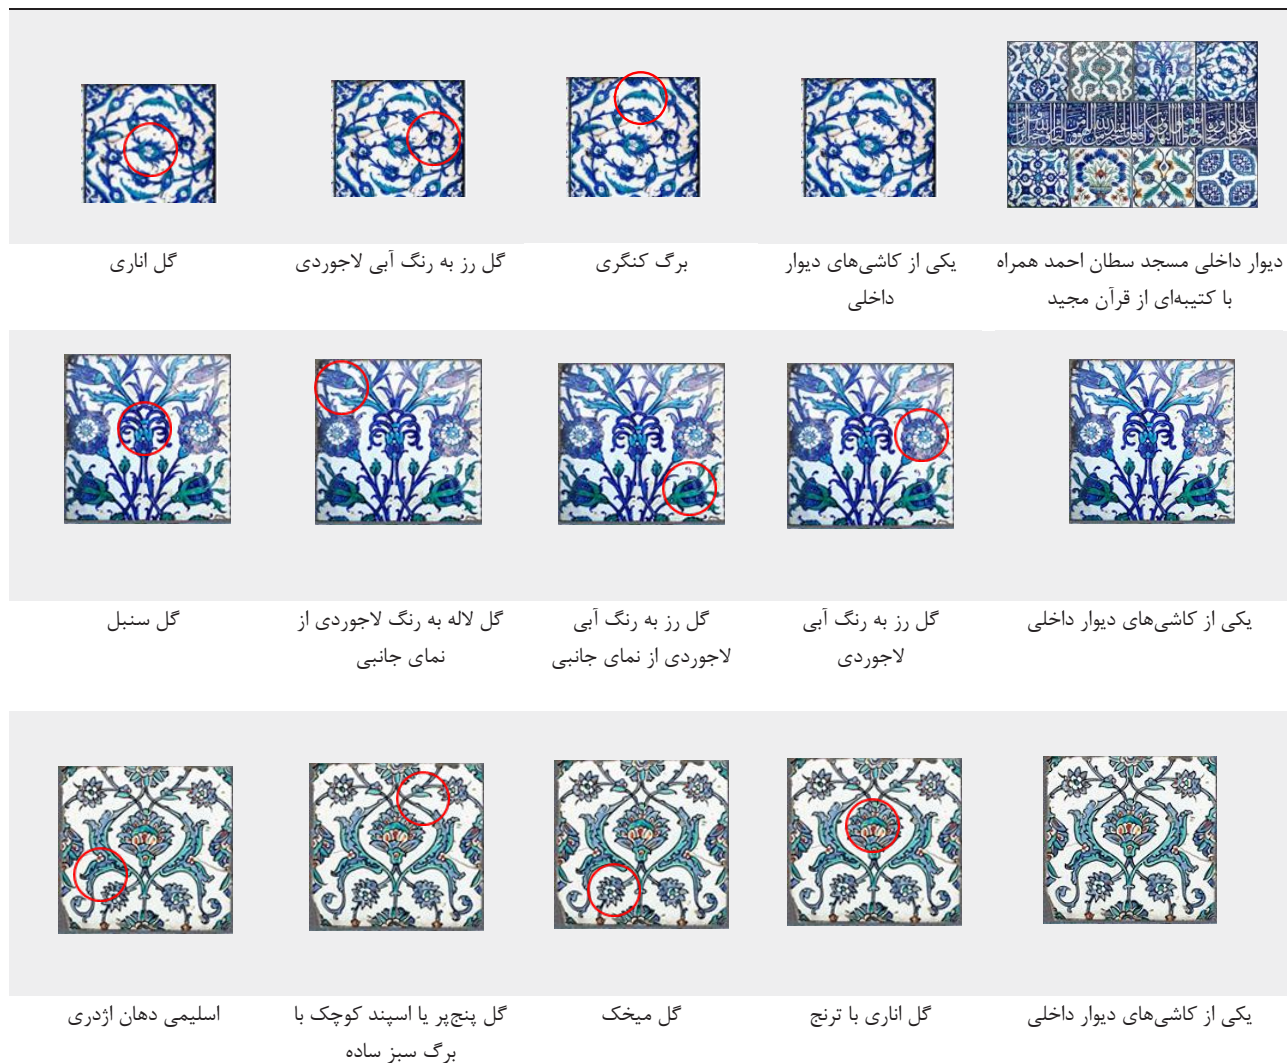 دیوار داخلی مسجد سطان احمد همراه
با کتیبه‌ای از قرآن مجید
یکی از کاشی‌های دیوار
داخلی
برگ کنگری
گل رز به رنگ آبی لاجوردی
گل اناری
یکی از کاشی‌های دیوار داخلی
گل رز به رنگ آبی
لاجوردی
گل رز به رنگ آبی
لاجوردی از نمای جانبی
گل لاله به رنگ لاجوردی از
نمای جانبی
گل سنبل
یکی از کاشی‌های دیوار داخلی
گل اناری با ترنج
گل میخک
گل پنج‌پر یا اسپند کوچک با
برگ سبز ساده
اسلیمی دهان اژدری